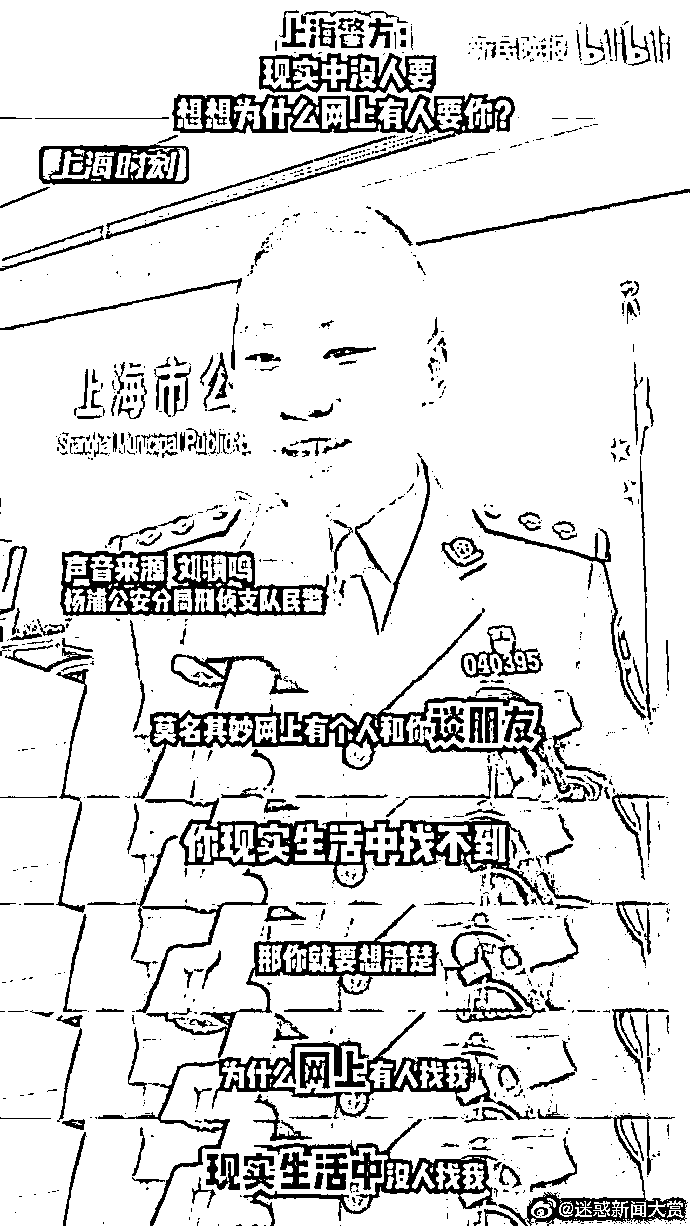 上海警方：
现实中没人要
想想为什么网上有人要你？
新民晚报 bilibili
上海时刻
上海市公
Shanghai Municipal Public S
声音来源 刘骥鸣
杨浦公安分局刑侦支队民警
040395
莫名其妙网上有个人和你谈朋友
你现实生活中找不到
那你就要想清楚
为什么网上有人找我
现实生活中没人找我
@迷惑新闻大赏